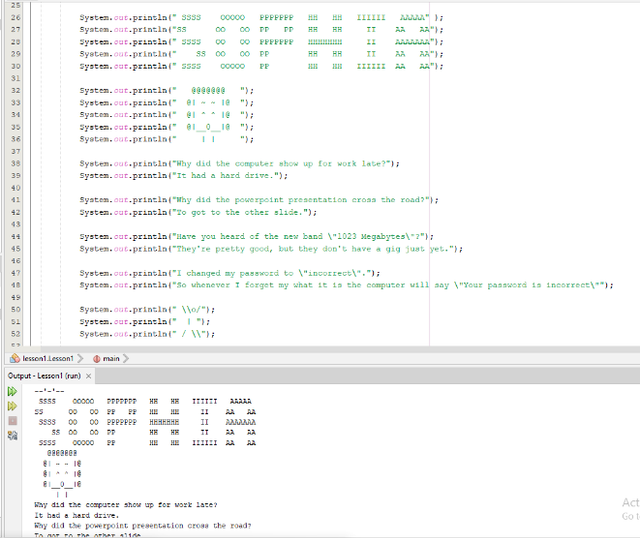 25
26 System.out.println(" SSSS    OOOOO   PPPPPPP   HH   HH   IIIIII   AAAAA" );
27 System.out.println("SS       OO   OO  PP   PP   HH   HH     II     AA   AA");
28 System.out.println(" SSSS    OO   OO  PPPPPPP   HHHHHHH     II     AAAAAAA");
29 System.out.println("    SS  OO   OO  PP         HH   HH     II     AA   AA");
30 System.out.println(" SSSS    OOOOO   PP         HH   HH   IIIIII  AA   AA");
31
32 System.out.println("   @@@@@@@   ");
33 System.out.println("  @| ~ ~ |@  ");
34 System.out.println("  @| ^ ^ |@  ");
35 System.out.println("  @|__0__|@  ");
36 System.out.println("     | |     ");
37
38 System.out.println("Why did the computer show up for work late?");
39 System.out.println("It had a hard drive.");
40
41 System.out.println("Why did the powerpoint presentation cross the road?");
42 System.out.println("To got to the other slide.");
43
44 System.out.println("Have you heard of the new band \"1023 Megabytes\"?");
45 System.out.println("They're pretty good, but they don't have a gig just yet.");
46
47 System.out.println("I changed my password to \"incorrect\".");
48 System.out.println("So whenever I forget my what it is the computer will say \"Your password is incorrect\"");
49
50 System.out.println(" \\o/");
51 System.out.println("  | ");
52 System.out.println(" / \\");
53
lesson1.Lesson1 > main >
Output - Lesson1 (run) ×
--'-'--
 SSSS    OOOOO   PPPPPPP   HH   HH   IIIIII   AAAAA
SS       OO   OO  PP   PP   HH   HH     II     AA   AA
 SSSS    OO   OO  PPPPPPP   HHHHHHH     II     AAAAAAA
    SS  OO   OO  PP         HH   HH     II     AA   AA
 SSSS    OOOOO   PP         HH   HH   IIIIII  AA   AA
   @@@@@@@
  @| ~ ~ |@
  @| ^ ^ |@
  @|__0__|@
     | |
Why did the computer show up for work late?
It had a hard drive.
Why did the powerpoint presentation cross the road?
To got to the other slide
Act
Go t